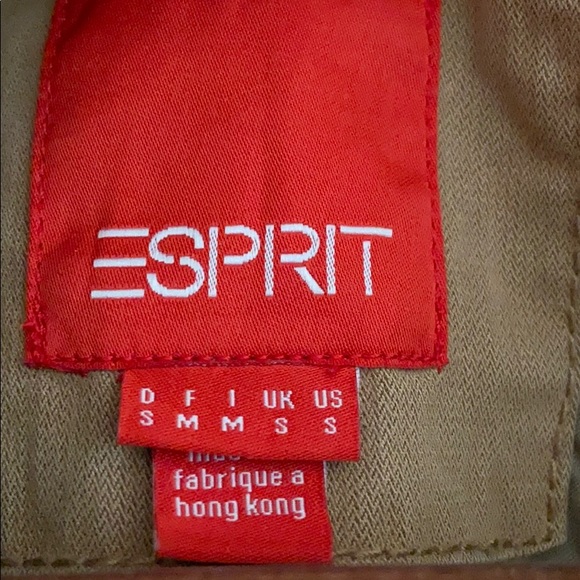 ESPRIT
D F I UK US
S M M S S
fabrique a
hong kong